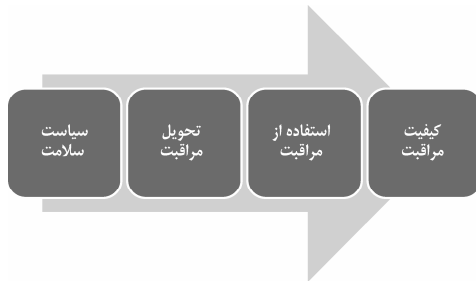 سیاست
سلامت
تحویل
مراقبت
استفاده از
مراقبت
کیفیت
مراقبت